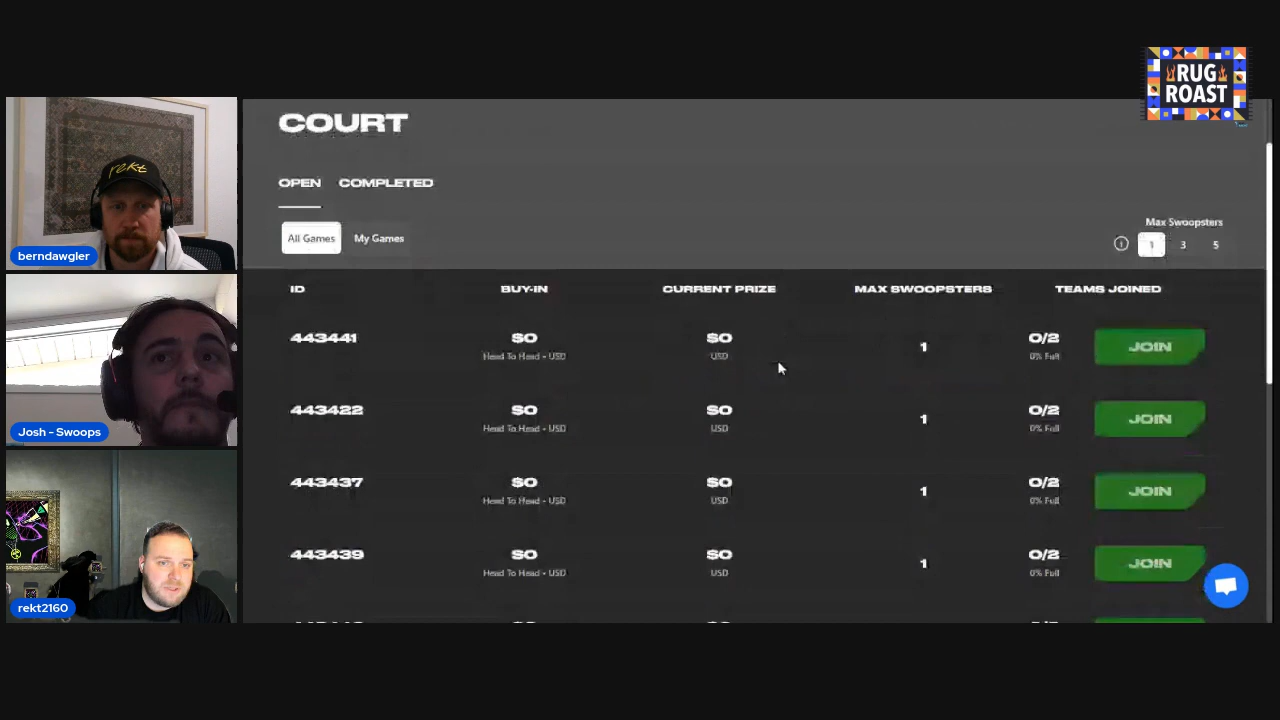 RUG
ROAST
rekt
berndawgler
Josh - Swoops
rekt2160
COURT
OPEN COMPLETED
All Games My Games
Max Swoopsters
1 3 5
ID BUY-IN CURRENT PRIZE MAX SWOOPSTERS TEAMS JOINED
443441 $0 $0 1 0/2 JOIN
Head To Head - USD USD 0% Full
443422 $0 $0 1 0/2 JOIN
Head To Head - USD USD 0% Full
443437 $0 $0 1 0/2 JOIN
Head To Head - USD USD 0% Full
443439 $0 $0 1 0/2 JOIN
Head To Head - USD USD 0% Full